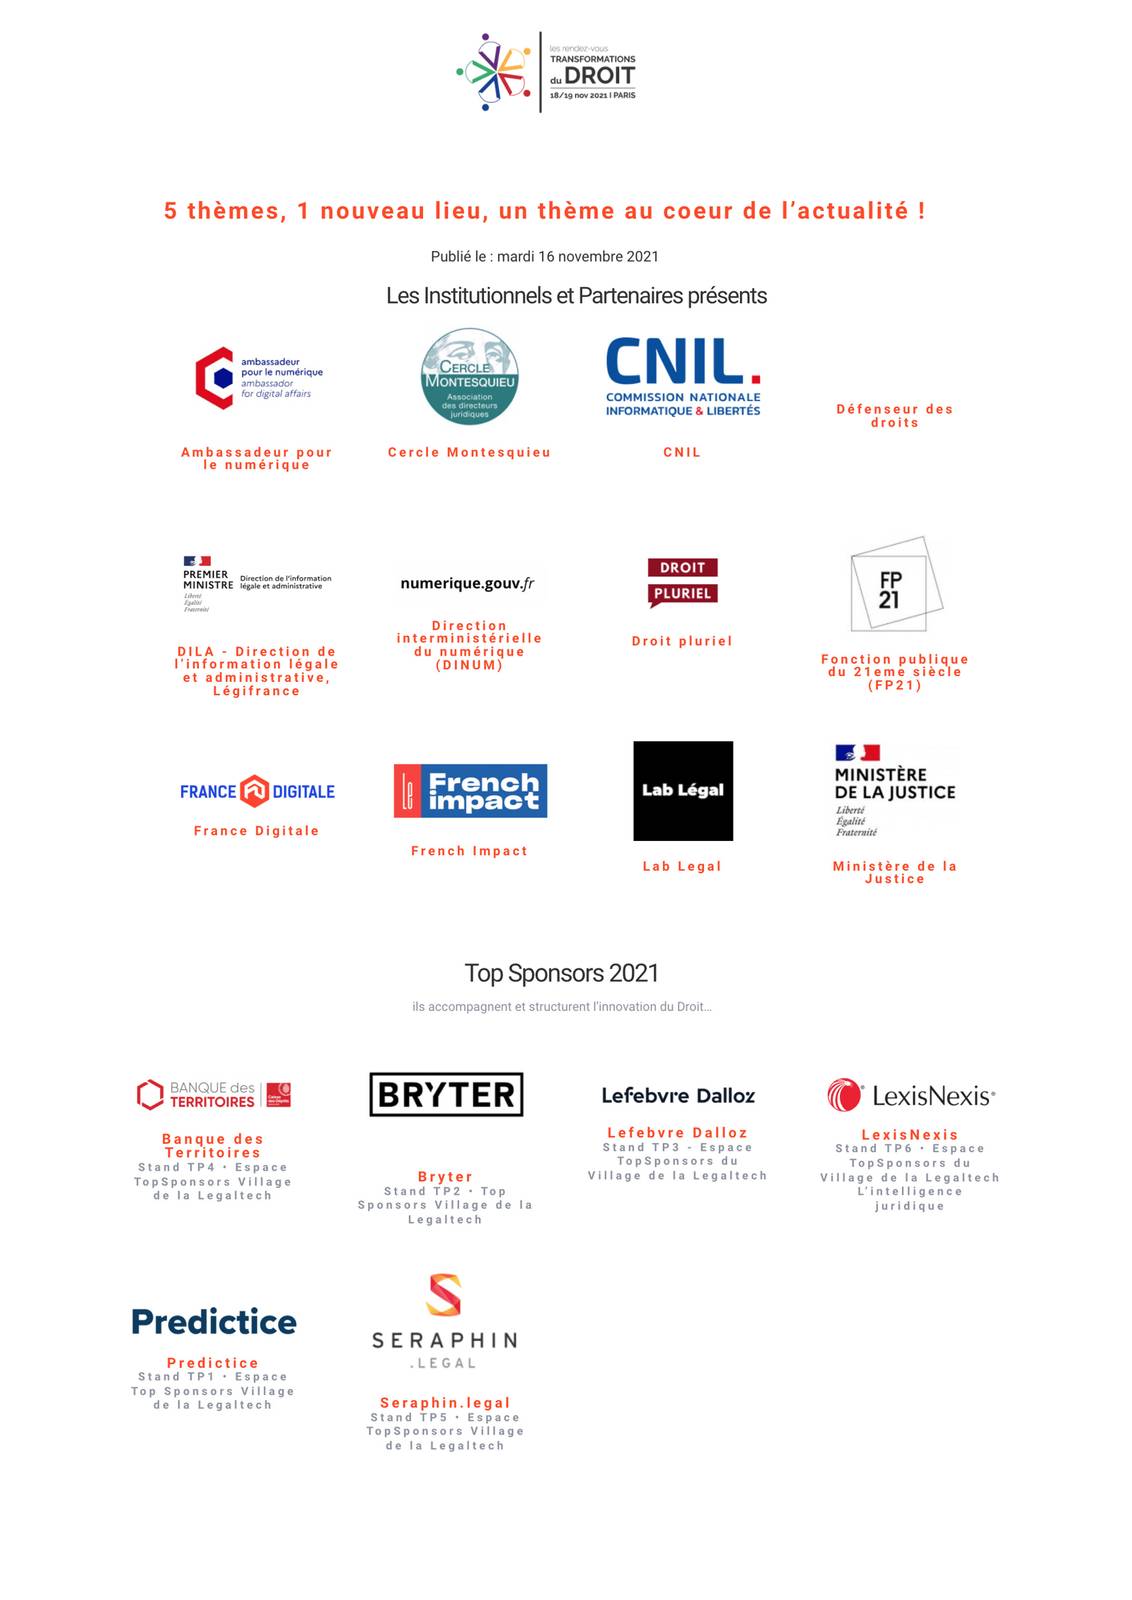 les rendez-vous
TRANSFORMATIONS
du DROIT
18/19 nov 2021 I PARIS
5 thèmes, 1 nouveau lieu, un thème au coeur de l’actualité !
Publié le : mardi 16 novembre 2021
Les Institutionnels et Partenaires présents
ambassadeur
pour le numérique
ambassador
for digital affairs
Ambassadeur pour
le numérique
CERCLE
MONTESQUIEU
Association
des directeurs
juridiques
Cercle Montesquieu
CNIL.
COMMISSION NATIONALE
INFORMATIQUE & LIBERTÉS
CNIL
Défenseur des
droits
PREMIER
MINISTRE
Liberté
Égalité
Fraternité
Direction de l'information
légale et administrative
DILA - Direction de
l’information légale
et administrative,
Légifrance
numerique.gouv.fr
Direction
interministérielle
du numérique
(DINUM)
DROIT
PLURIEL
Droit pluriel
FP
21
Fonction publique
du 21eme siècle
(FP21)
FRANCE DIGITALE
France Digitale
le French
impact
French Impact
Lab Légal
Lab Legal
MINISTÈRE
DE LA JUSTICE
Liberté
Égalité
Fraternité
Ministère de la
Justice
Top Sponsors 2021
ils accompagnent et structurent l’innovation du Droit…
BANQUE des
TERRITOIRES
Banque des
Territoires
Stand TP4 • Espace
TopSponsors Village
de la Legaltech
BRYTER
Bryter
Stand TP2 • Top
Sponsors Village de la
Legaltech
Lefebvre Dalloz
Lefebvre Dalloz
Stand TP3 - Espace
TopSponsors du
Village de la Legaltech
LexisNexis®
LexisNexis
Stand TP6 • Espace
TopSponsors du
Village de la Legaltech
L’intelligence
juridique
Predictice
Predictice
Stand TP1 • Espace
Top Sponsors Village
de la Legaltech
SERAPHIN
.LEGAL
Seraphin.legal
Stand TP5 • Espace
TopSponsors Village
de la Legaltech